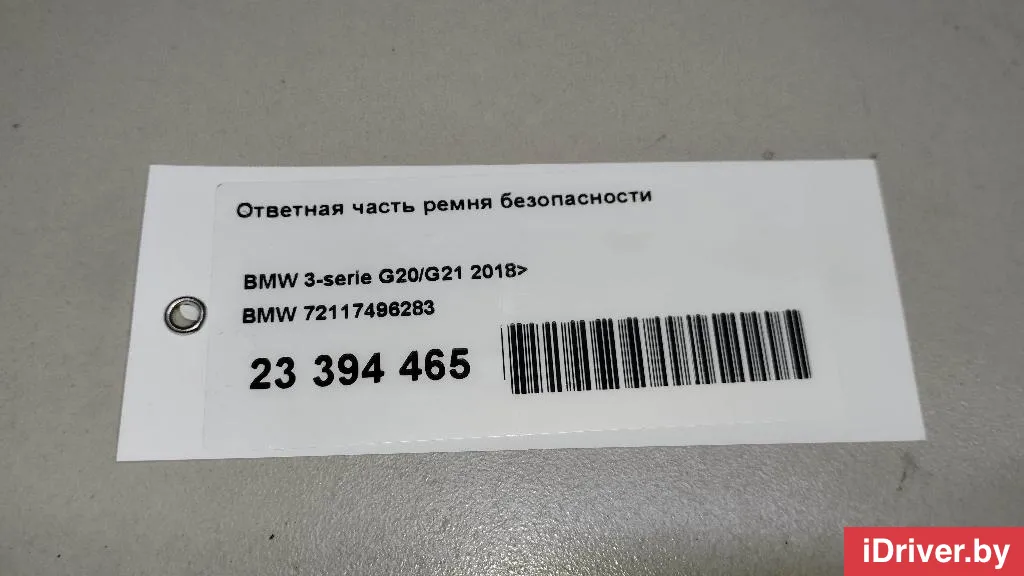 Ответная часть ремня безопасности
BMW 3-serie G20/G21 2018>
BMW 72117496283
23 394 465
iDriver.by